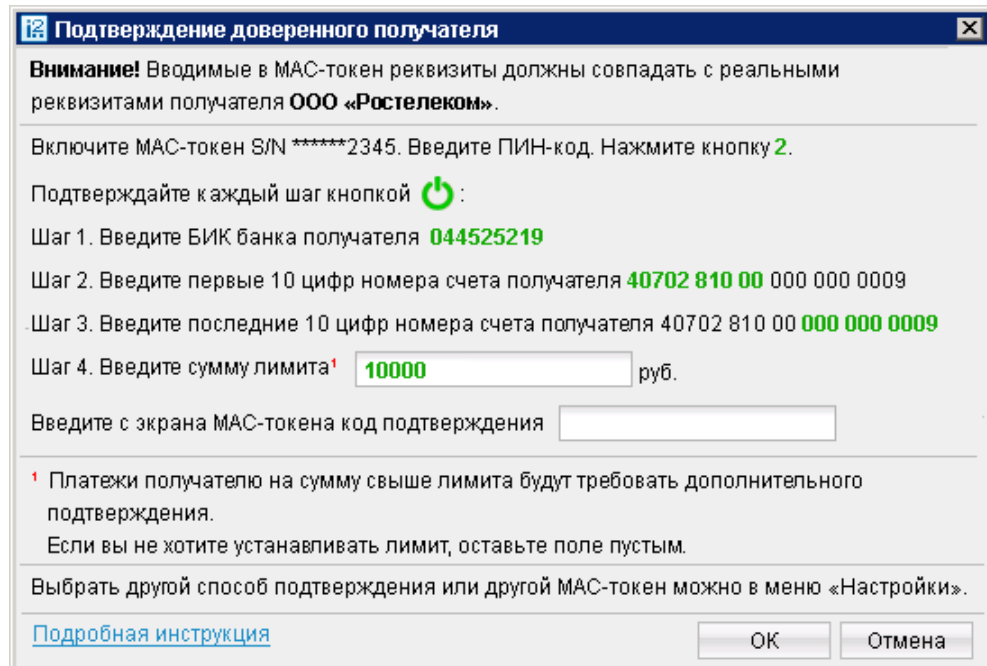 Подтверждение доверенного получателя
Внимание! Вводимые в МАС-токен реквизиты должны совпадать с реальными
реквизитами получателя ООО «Ростелеком».
Включите МАС-токен S/N ******2345. Введите ПИН-код. Нажмите кнопку 2.
Подтверждайте каждый шаг кнопкой :
Шаг 1. Введите БИК банка получателя 044525219
Шаг 2. Введите первые 10 цифр номера счета получателя 40702 810 00 000 000 0009
Шаг 3. Введите последние 10 цифр номера счета получателя 40702 810 00 000 000 0009
Шаг 4. Введите сумму лимита¹ 10000 руб.
Введите с экрана МАС-токена код подтверждения
¹ Платежи получателю на сумму свыше лимита будут требовать дополнительного
подтверждения.
Если вы не хотите устанавливать лимит, оставьте поле пустым.
Выбрать другой способ подтверждения или другой МАС-токен можно в меню «Настройки».
Подробная инструкция ОК Отмена